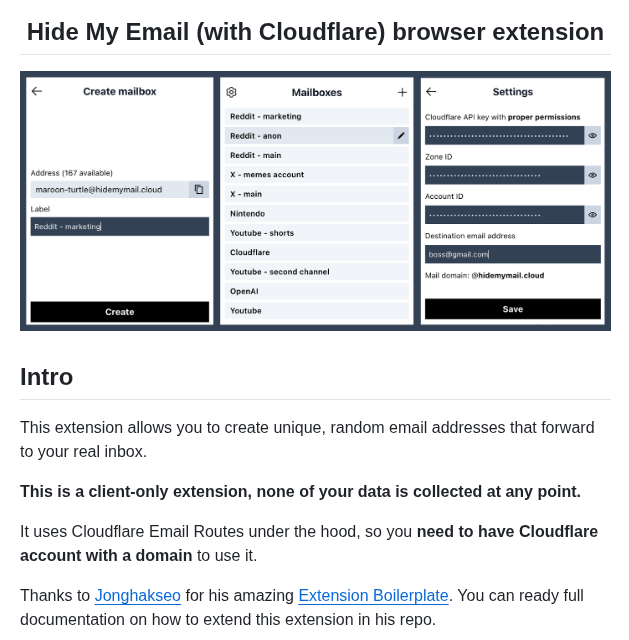 Hide My Email (with Cloudflare) browser extension
Create mailbox
Address (167 available)
maroon-turtle@hidemymail.cloud
Label
Reddit - marketing
Create
Mailboxes
Reddit - marketing
Reddit - anon
Reddit - main
X - memes account
X - main
Nintendo
Youtube - shorts
Cloudflare
Youtube - second channel
OpenAI
Youtube
Settings
Cloudflare API key with proper permissions
Zone ID
Account ID
Destination email address
boss@gmail.com
Mail domain: @hidemymail.cloud
Save
Intro
This extension allows you to create unique, random email addresses that forward
to your real inbox.
This is a client-only extension, none of your data is collected at any point.
It uses Cloudflare Email Routes under the hood, so you need to have Cloudflare
account with a domain to use it.
Thanks to Jonghakseo for his amazing Extension Boilerplate. You can ready full
documentation on how to extend this extension in his repo.